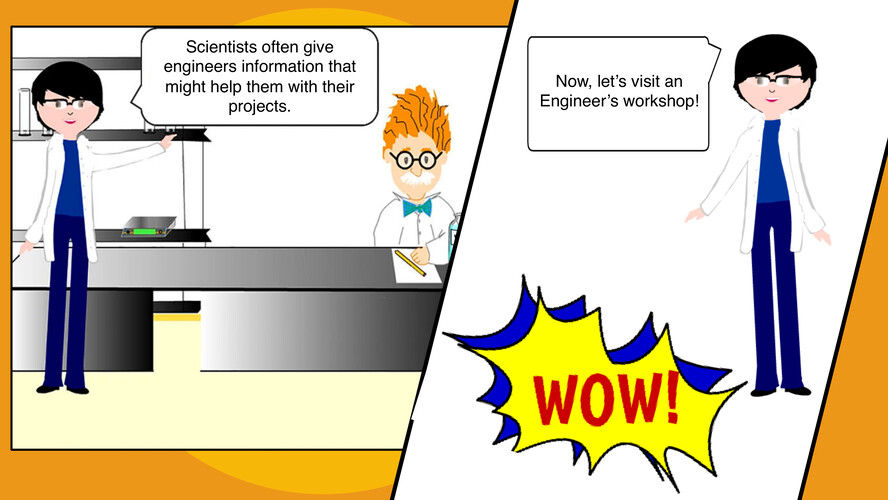 Scientists often give
engineers information that
might help them with their
projects.
Now, let's visit an
Engineer's workshop!
WOW!